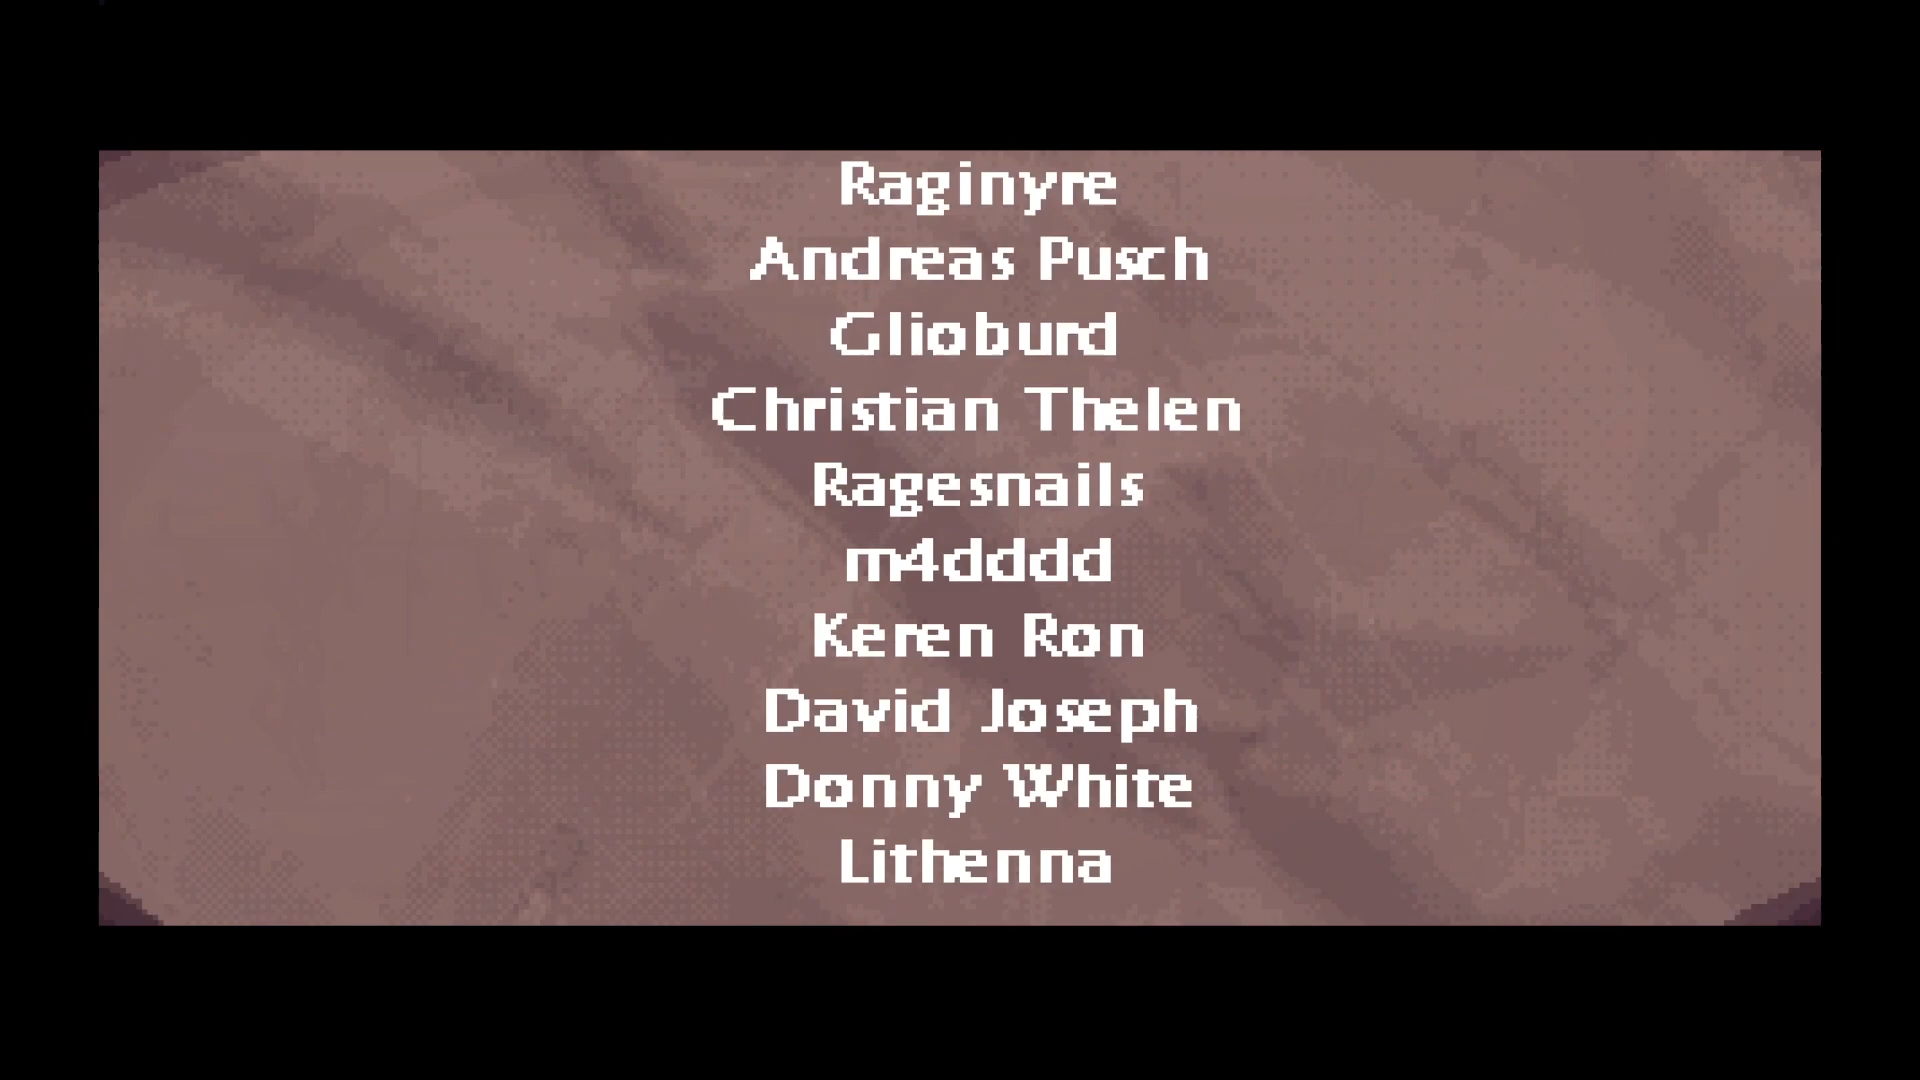 Raginyre
Andreas Pusch
Glioburd
Christian Thelen
Ragesnails
m4dddd
Keren Ron
David Joseph
Donny White
Lithenna